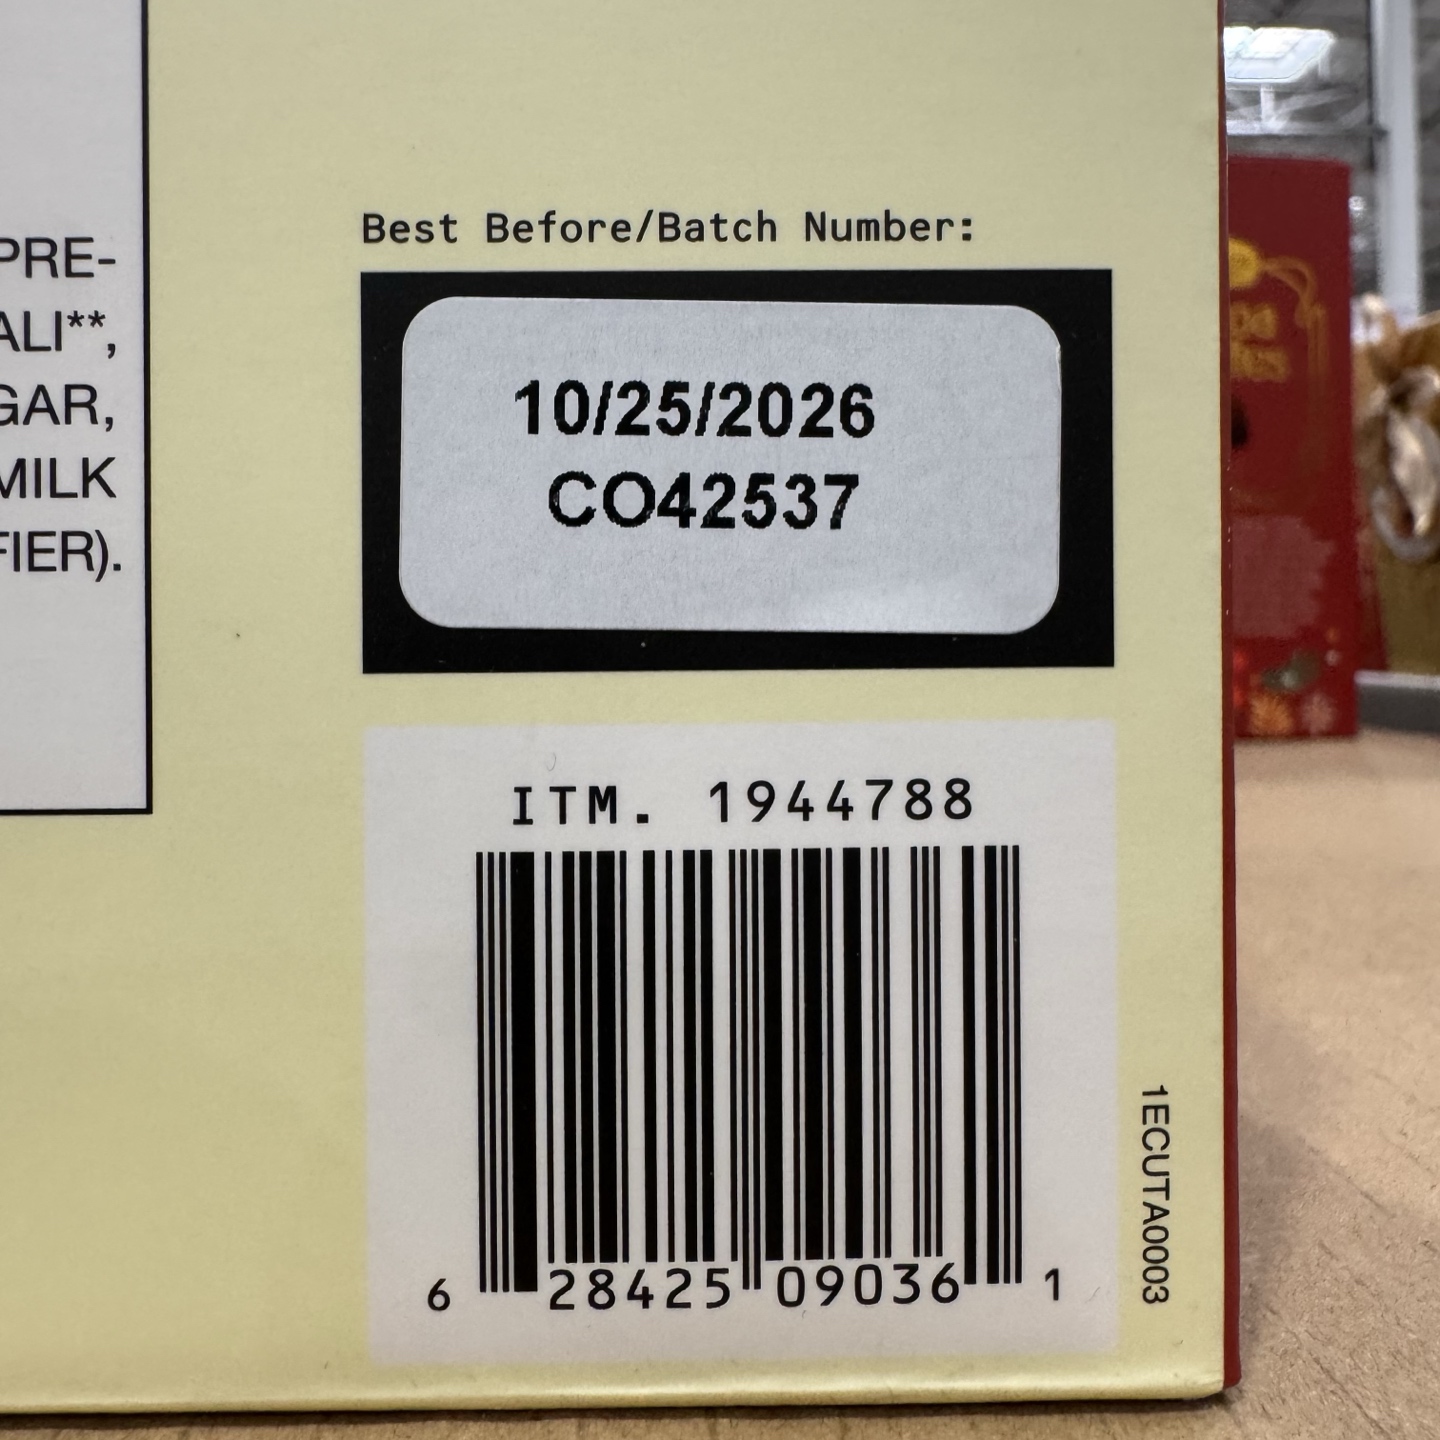 PRE-
ALI**,
GAR,
MILK
FIER).
Best Before/Batch Number:
10/25/2026
CO42537
ITM. 1944788
6 28425 09036 1
1ECUTA0003